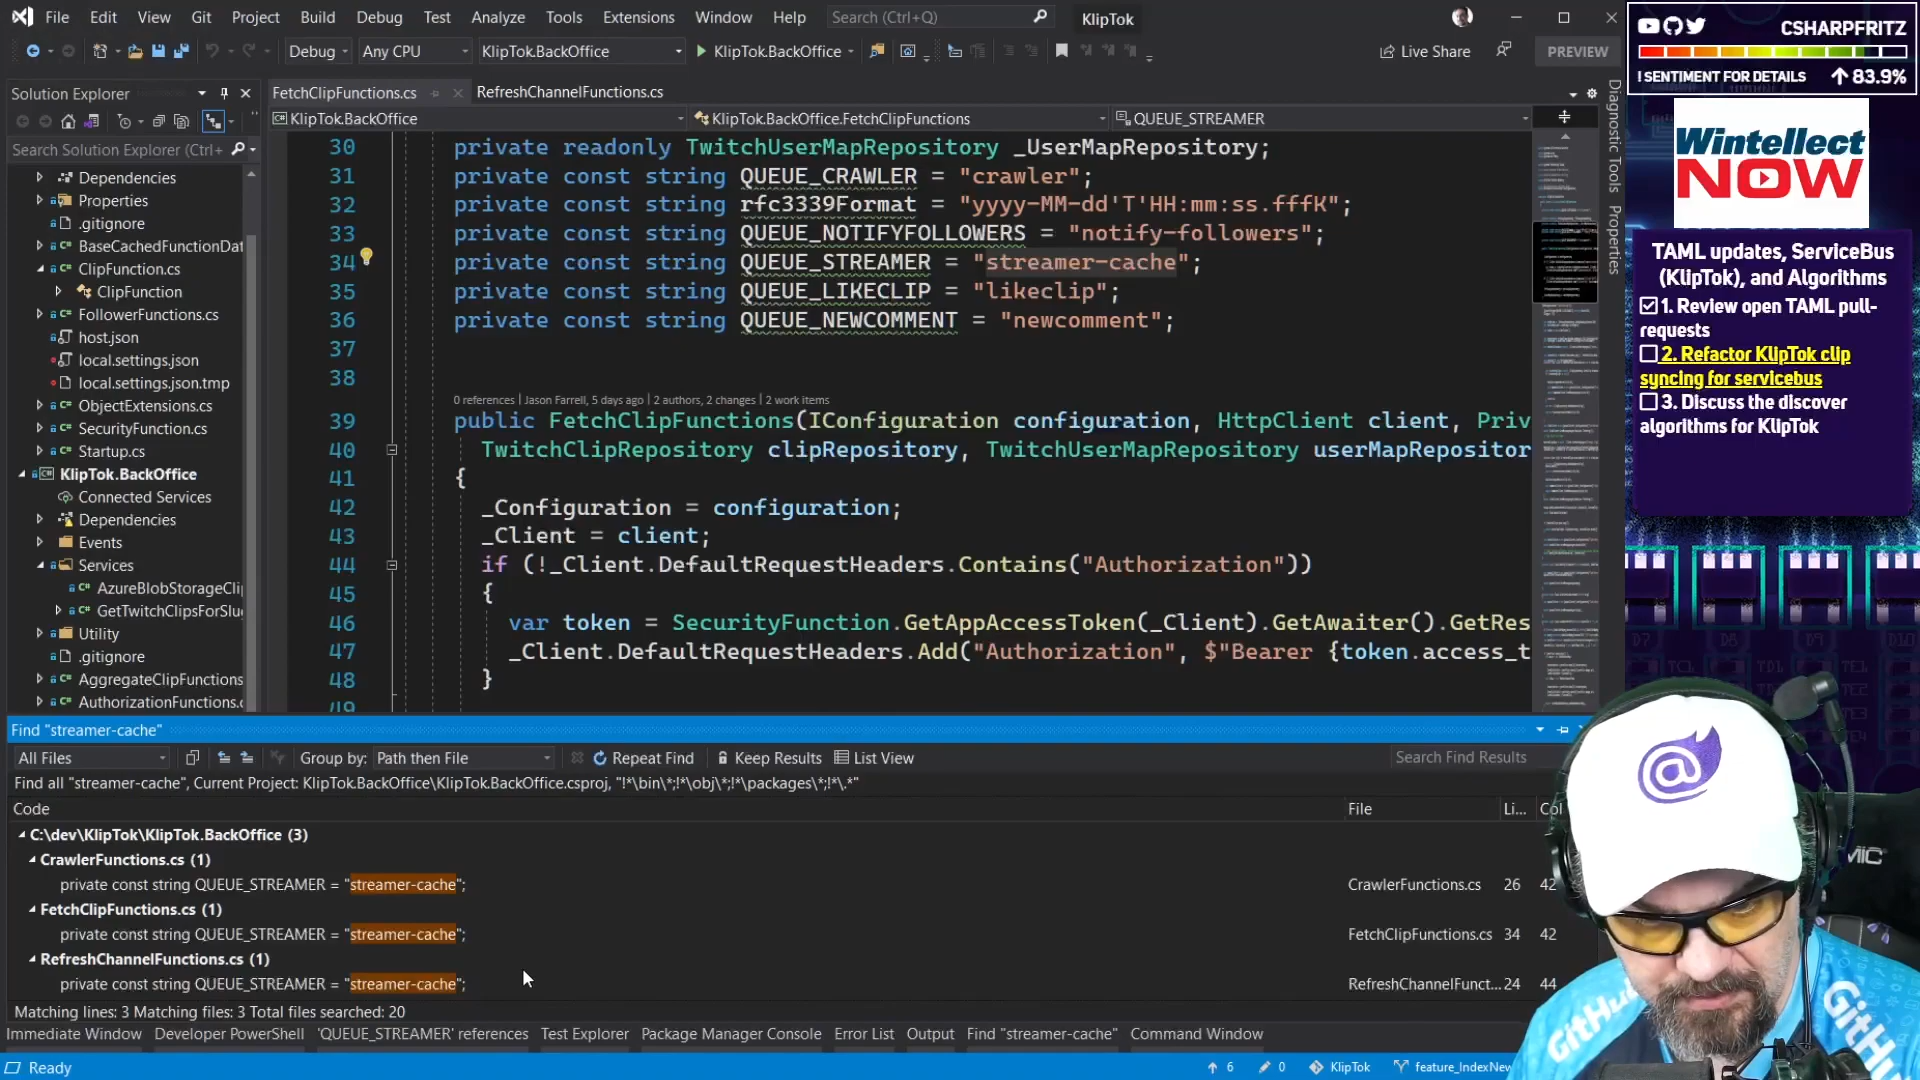 File Edit View Git Project Build Debug Test Analyze Tools Extensions Window Help Search (Ctrl+Q) KlipTok
Debug Any CPU KlipTok.BackOffice KlipTok.BackOffice Live Share PREVIEW
CSHARPFRITZ
! SENTIMENT FOR DETAILS 83.9%
Wintellect
NOW
TAML updates, ServiceBus
(KlipTok), and Algorithms
1. Review open TAML pull-
requests
2. Refactor KlipTok clip
syncing for servicebus
3. Discuss the discover
algorithms for KlipTok
Solution Explorer
Search Solution Explorer (Ctrl+
Dependencies
Properties
.gitignore
BaseCachedFunctionDat
ClipFunction.cs
ClipFunction
FollowerFunctions.cs
host.json
local.settings.json
local.settings.json.tmp
ObjectExtensions.cs
SecurityFunction.cs
Startup.cs
KlipTok.BackOffice
Connected Services
Dependencies
Events
Services
AzureBlobStorageCli
GetTwitchClipsForSlu
Utility
.gitignore
AggregateClipFunctions
AuthorizationFunctions.
FetchClipFunctions.cs RefreshChannelFunctions.cs
KlipTok.BackOffice KlipTok.BackOffice.FetchClipFunctions QUEUE_STREAMER
30 private readonly TwitchUserMapRepository _UserMapRepository;
31 private const string QUEUE_CRAWLER = "crawler";
32 private const string rfc3339Format = "yyyy-MM-dd'T'HH:mm:ss.fffK";
33 private const string QUEUE_NOTIFYFOLLOWERS = "notify-followers";
34 private const string QUEUE_STREAMER = "streamer-cache";
35 private const string QUEUE_LIKECLIP = "likeclip";
36 private const string QUEUE_NEWCOMMENT = "newcomment";
37
38
0 references | Jason Farrell, 5 days ago | 2 authors, 2 changes | 2 work items
39 public FetchClipFunctions(IConfiguration configuration, HttpClient client, Priv
40 TwitchClipRepository clipRepository, TwitchUserMapRepository userMapRepositor
41 {
42 _Configuration = configuration;
43 _Client = client;
44 if (!_Client.DefaultRequestHeaders.Contains("Authorization"))
45 {
46 var token = SecurityFunction.GetAppAccessToken(_Client).GetAwaiter().GetRes
47 _Client.DefaultRequestHeaders.Add("Authorization", $"Bearer {token.access_t
48 }
49
Diagnostic Tools Properties
Find "streamer-cache"
All Files Group by: Path then File Repeat Find Keep Results List View Search Find Results
Find all "streamer-cache", Current Project: KlipTok.BackOffice\KlipTok.BackOffice.csproj, "!*\bin\*;!*\obj\*;!*\packages\*;!*\.*"
Code File Li... Col
C:\dev\KlipTok\KlipTok.BackOffice (3)
CrawlerFunctions.cs (1)
private const string QUEUE_STREAMER = "streamer-cache"; CrawlerFunctions.cs 26 42
FetchClipFunctions.cs (1)
private const string QUEUE_STREAMER = "streamer-cache"; FetchClipFunctions.cs 34 42
RefreshChannelFunctions.cs (1)
private const string QUEUE_STREAMER = "streamer-cache"; RefreshChannelFunct... 24 44
Matching lines: 3 Matching files: 3 Total files searched: 20
Immediate Window Developer PowerShell 'QUEUE_STREAMER' references Test Explorer Package Manager Console Error List Output Find "streamer-cache" Command Window
Ready 6 0 KlipTok feature_IndexNew
@
GitHub
GitHu